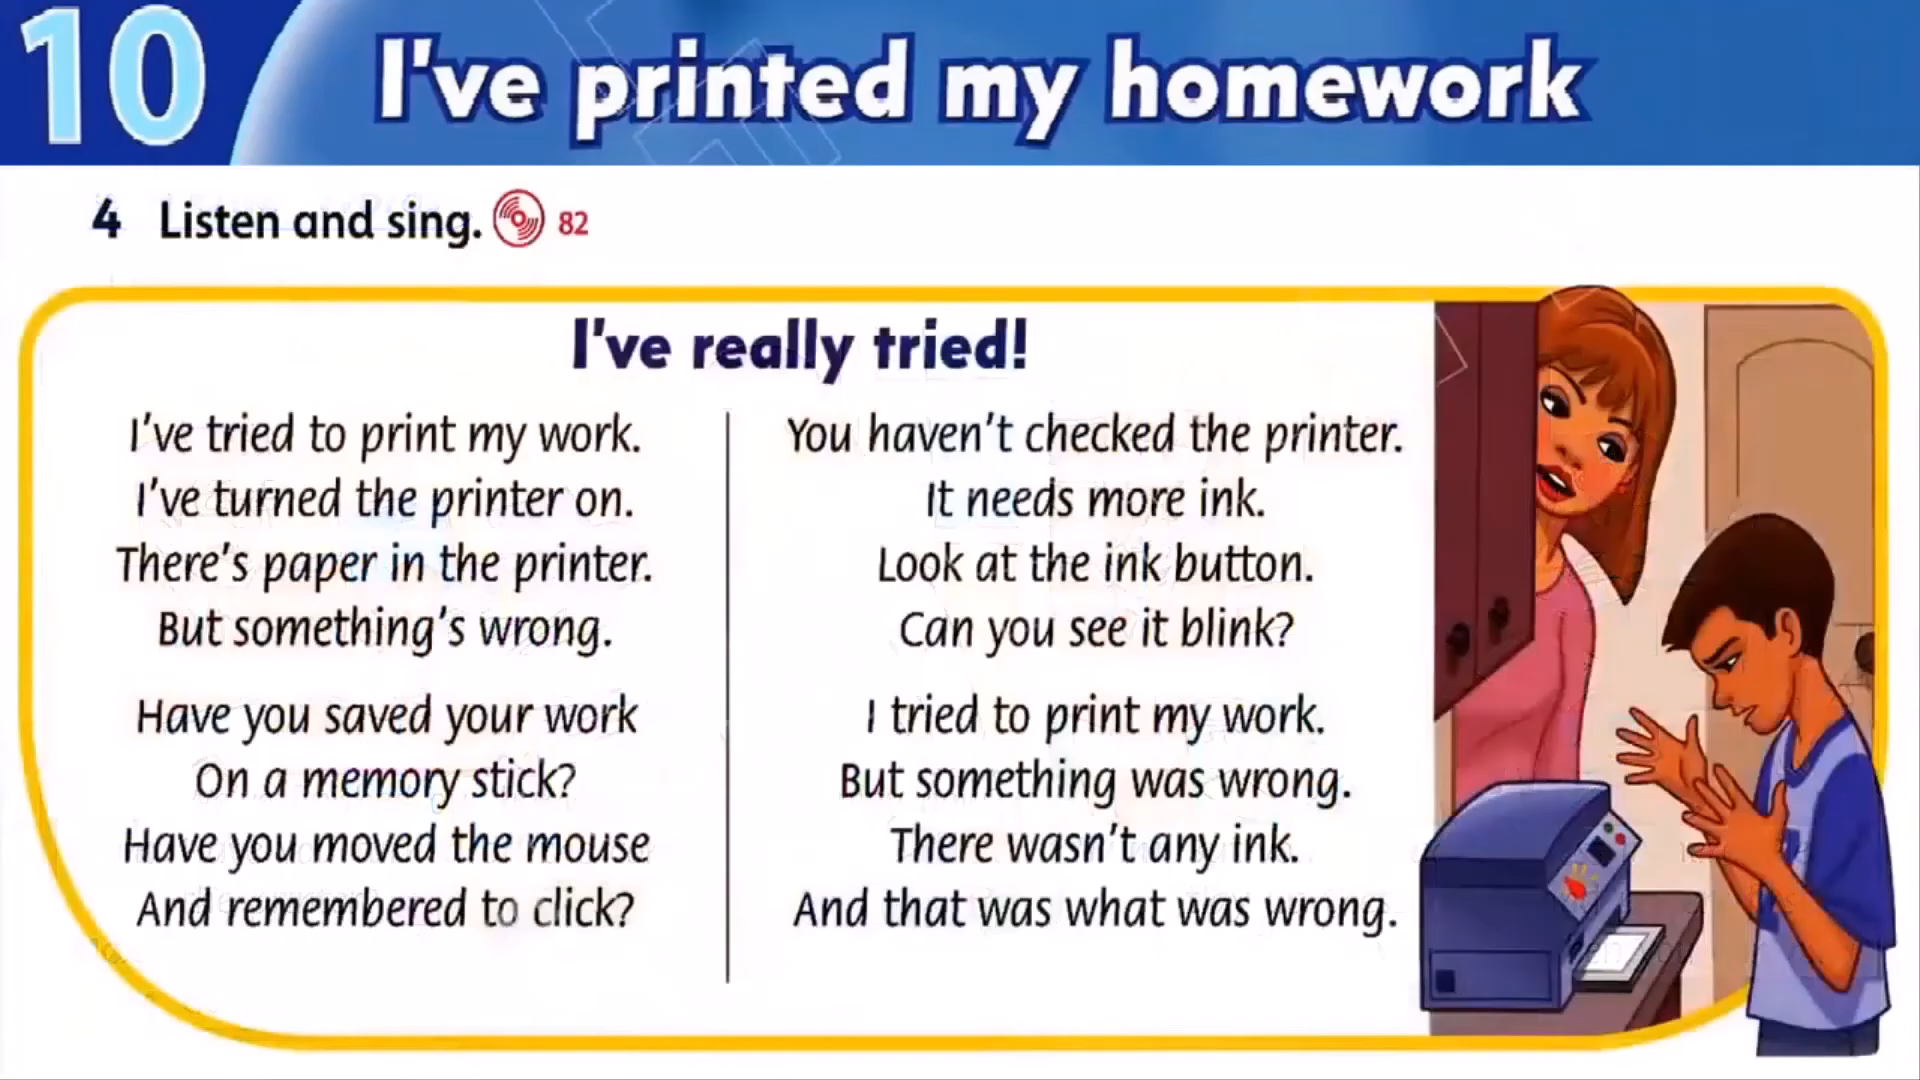 10
I've printed my homework
4 Listen and sing. 82
I've really tried!
I've tried to print my work.
I've turned the printer on.
There's paper in the printer.
But something's wrong.
Have you saved your work
On a memory stick?
Have you moved the mouse
And remembered to click?
You haven't checked the printer.
It needs more ink.
Look at the ink button.
Can you see it blink?
I tried to print my work.
But something was wrong.
There wasn't any ink.
And that was what was wrong.